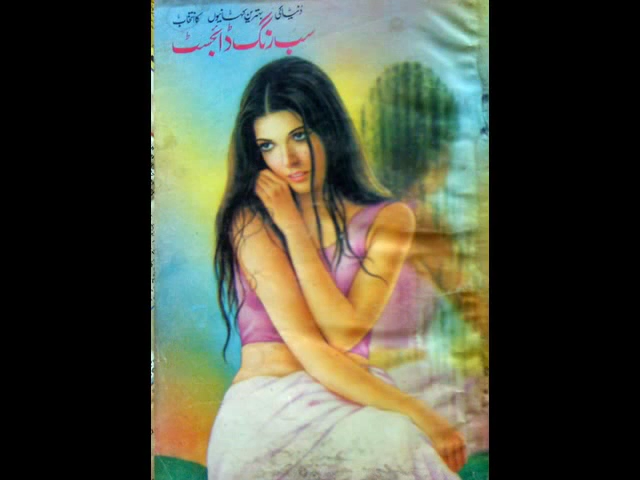 دنیا کی بہترین کہانیوں کا انتخاب
سب رنگ ڈائجسٹ